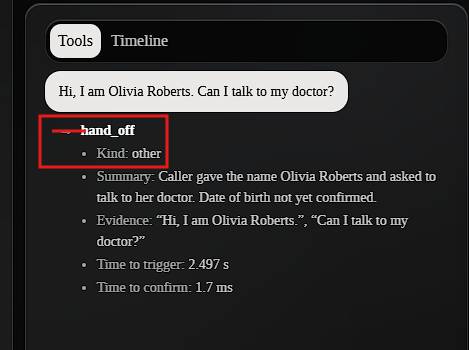 Tools Timeline
Hi, I am Olivia Roberts. Can I talk to my doctor?
hand_off
• Kind: other
• Summary: Caller gave the name Olivia Roberts and asked to
talk to her doctor. Date of birth not yet confirmed.
• Evidence: “Hi, I am Olivia Roberts.”, “Can I talk to my
doctor?”
• Time to trigger: 2.497 s
• Time to confirm: 1.7 ms